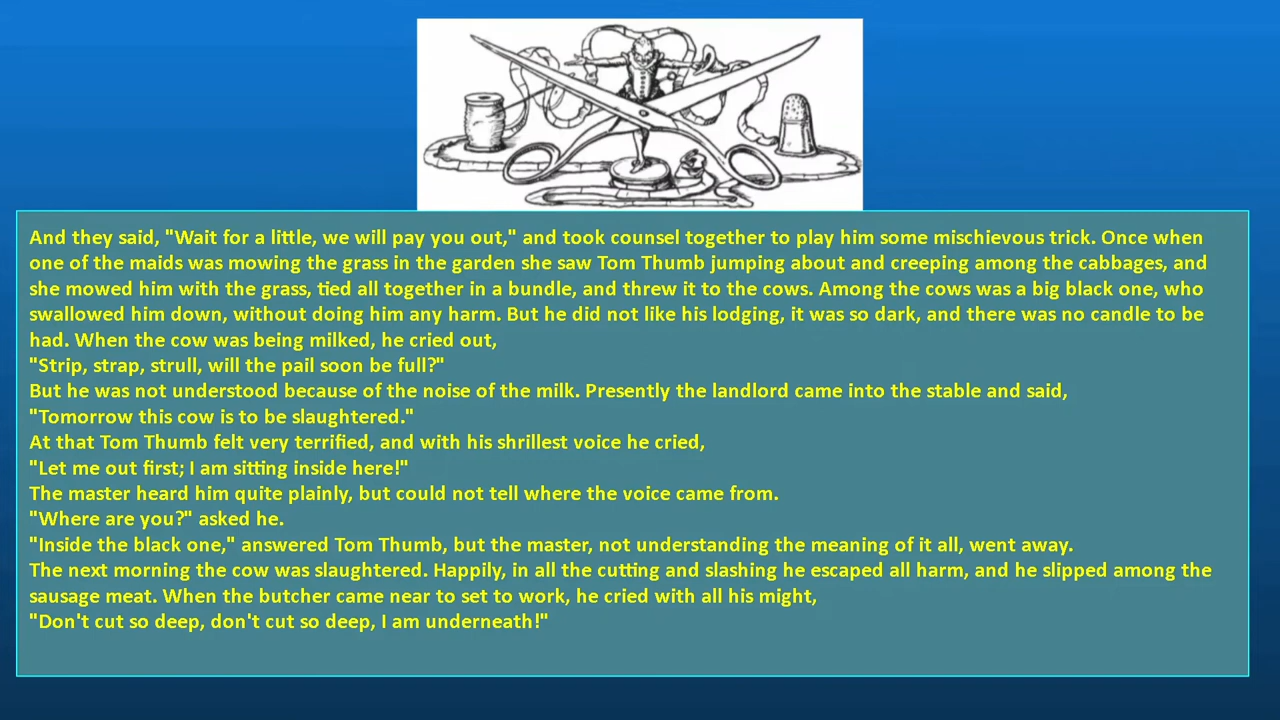 And they said, "Wait for a little, we will pay you out," and took counsel together to play him some mischievous trick. Once when
one of the maids was mowing the grass in the garden she saw Tom Thumb jumping about and creeping among the cabbages, and
she mowed him with the grass, tied all together in a bundle, and threw it to the cows. Among the cows was a big black one, who
swallowed him down, without doing him any harm. But he did not like his lodging, it was so dark, and there was no candle to be
had. When the cow was being milked, he cried out,
"Strip, strap, strull, will the pail soon be full?"
But he was not understood because of the noise of the milk. Presently the landlord came into the stable and said,
"Tomorrow this cow is to be slaughtered."
At that Tom Thumb felt very terrified, and with his shrillest voice he cried,
"Let me out first; I am sitting inside here!"
The master heard him quite plainly, but could not tell where the voice came from.
"Where are you?" asked he.
"Inside the black one," answered Tom Thumb, but the master, not understanding the meaning of it all, went away.
The next morning the cow was slaughtered. Happily, in all the cutting and slashing he escaped all harm, and he slipped among the
sausage meat. When the butcher came near to set to work, he cried with all his might,
"Don't cut so deep, don't cut so deep, I am underneath!"